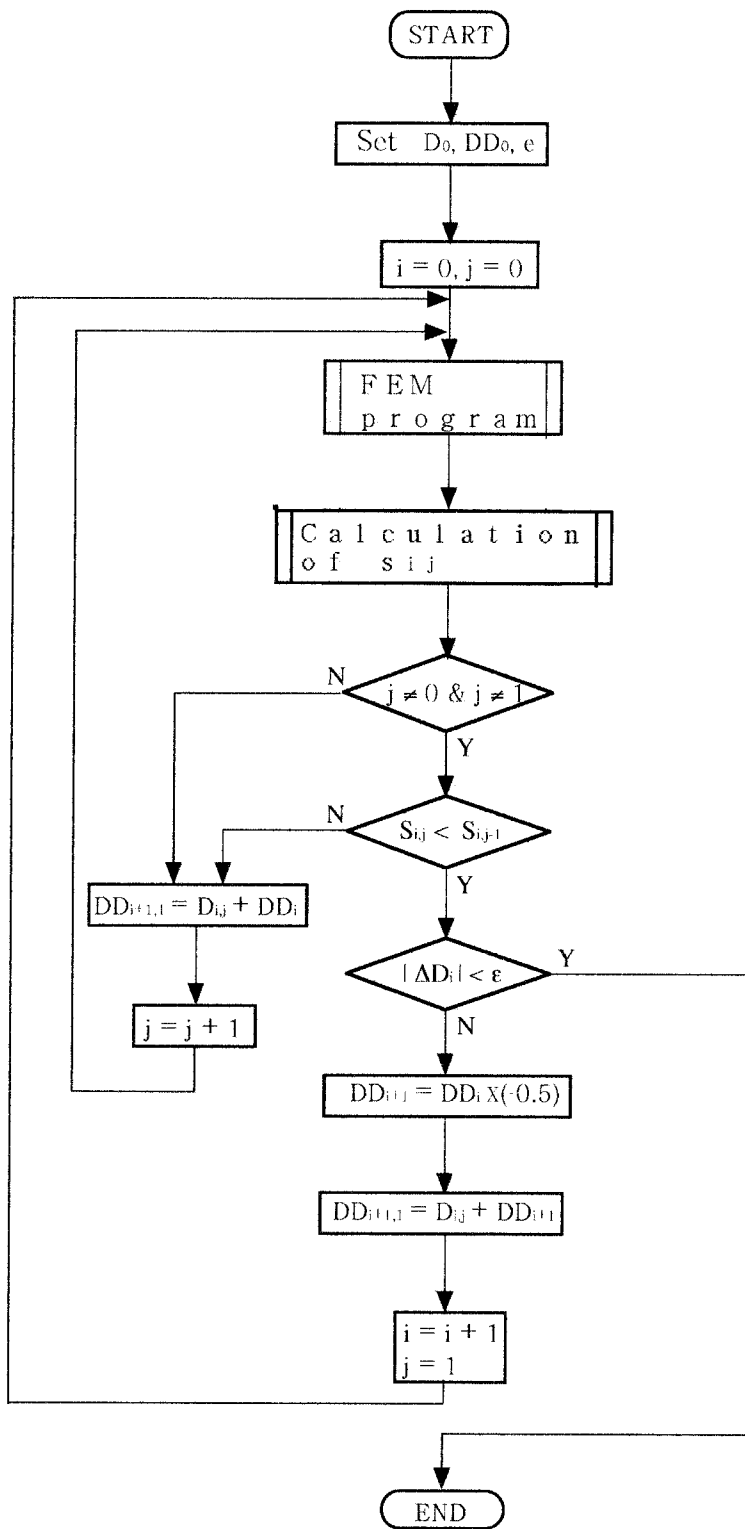 START
Set D₀, DD₀, e
i = 0, j = 0
FEM
program
Calculation
of sij
N
j ≠ 0 & j ≠ 1
Y
N
Si,j < Si,j-1
Y
DDi+1,1 = Di,j + DDi
| ΔDi | < ε
Y
j = j + 1
N
DDi+1 = DDi X(-0.5)
DDi+1,1 = Di,j + DDi+1
i = i + 1
j = 1
END